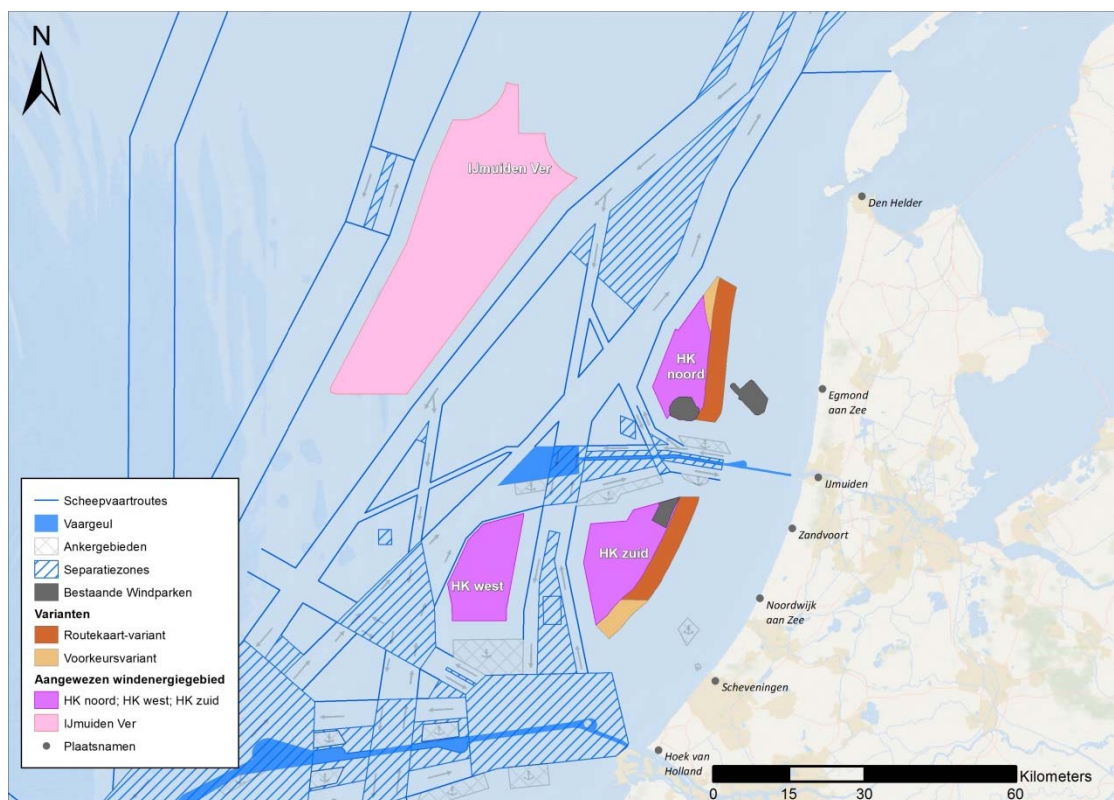 N
IJmuiden Ver
Den Helder
HK
noord
Egmond
aan Zee
IJmuiden
HK zuid
Zandvoort
HK west
Noordwijk
aan Zee
Scheveningen
Hoek van
Holland
Scheepvaartroutes
Vaargeul
Ankergebieden
Separatiezones
Bestaande Windparken
Varianten
Routekaart-variant
Voorkeursvariant
Aangewezen windenergiegebied
HK noord; HK west; HK zuid
IJmuiden Ver
Plaatsnamen
Kilometers
0 15 30 60